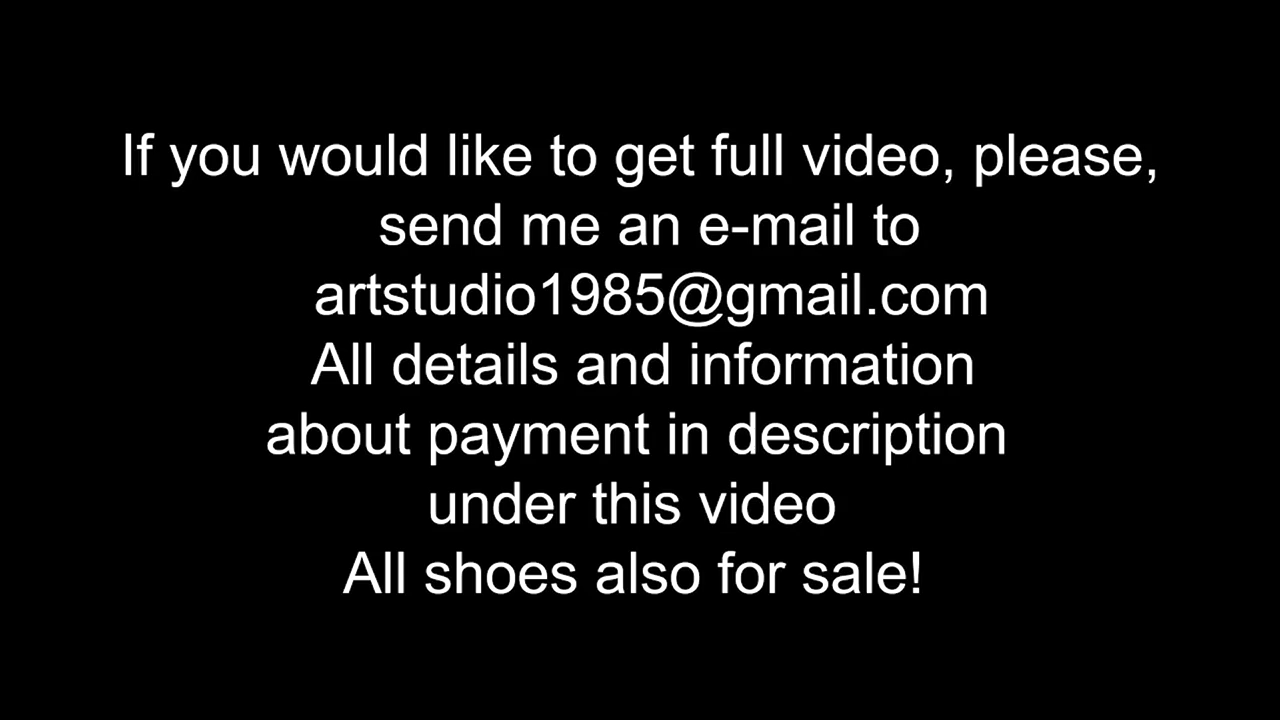 If you would like to get full video, please,
send me an e-mail to
artstudio1985@gmail.com
All details and information
about payment in description
under this video
All shoes also for sale!